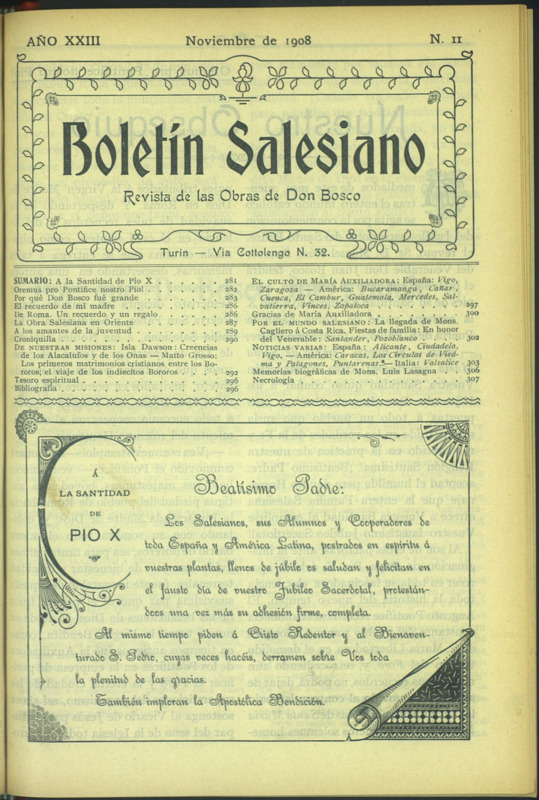 AÑO XXIII Noviembre de 1908 N. 11
Boletín Salesiano
Revista de las Obras de Don Bosco
Turin — Via Cottolengo N. 32.
SUMARIO: A la Santidad de Pio X . . . . . . 281
Oremus pro Pontifice nostro Pio! . . . . . . 282
Por qué Don Bosco fué grande . . . . . . 283
El recuerdo de mi madre . . . . . . 286
De Roma. Un recuerdo y un regalo . . . . . . 286
La Obra Salesiana en Oriente . . . . . . 287
A los amantes de la juventud . . . . . . 289
Croniquilla . . . . . . 290
DE NUESTRAS MISIONES: Isla Dawson: Creencias
de los Alacalufos y de los Onas — Matto Grosso:
Los primeros matrimonios cristianos entre los Bo-
roros; el viaje de los indiecitos Bororos . . . . . . 292
Tesoro espiritual . . . . . . 296
Bibliografía . . . . . . 296
EL CULTO DE MARÍA AUXILIADORA: España: Vigo,
Zaragoza — América: Bucaramanga, Cañar,
Cuenca, El Cambur, Guatemala, Mercedes, Sal-
vatierra, Vinces, Zapatoca . . . . . . 297
Gracias de María Auxiliadora . . . . . . 300
POR EL MUNDO SALESIANO: La llegada de Mons.
Cagliero á Costa Rica. Fiestas de familia: En honor
del Venerable: Santander, Pozoblanco . . . . . . 302
NOTICIAS VARIAS: España: Alicante, Ciudadela,
Vigo, — América: Caracas, Los Círculos de Vied-
ma y Patagones, Puntarenas — Italia: Valsalice . 303
Memorias biográficas de Mons. Luis Lasagna . . . . 306
Necrología . . . . . . 307
Á
LA SANTIDAD
DE
PIO X
Beatísimo Padre:
Los Salesianos, sus Alumnos y Cooperadores de
toda España y América Latina, postrados en espíritu á
vuestras plantas, llenos de júbilo os saludan y felicitan en
el fausto día de vuestro Jubileo Sacerdotal, protestán-
doos una vez más su adhesión firme, completa.
Al mismo tiempo piden á Cristo Redentor y al Bienaven-
turado S. Pedro, cuyas veces hacéis, derramen sobre Vos toda
la plenitud de las gracias.
También imploran la Apostólica Bendición.